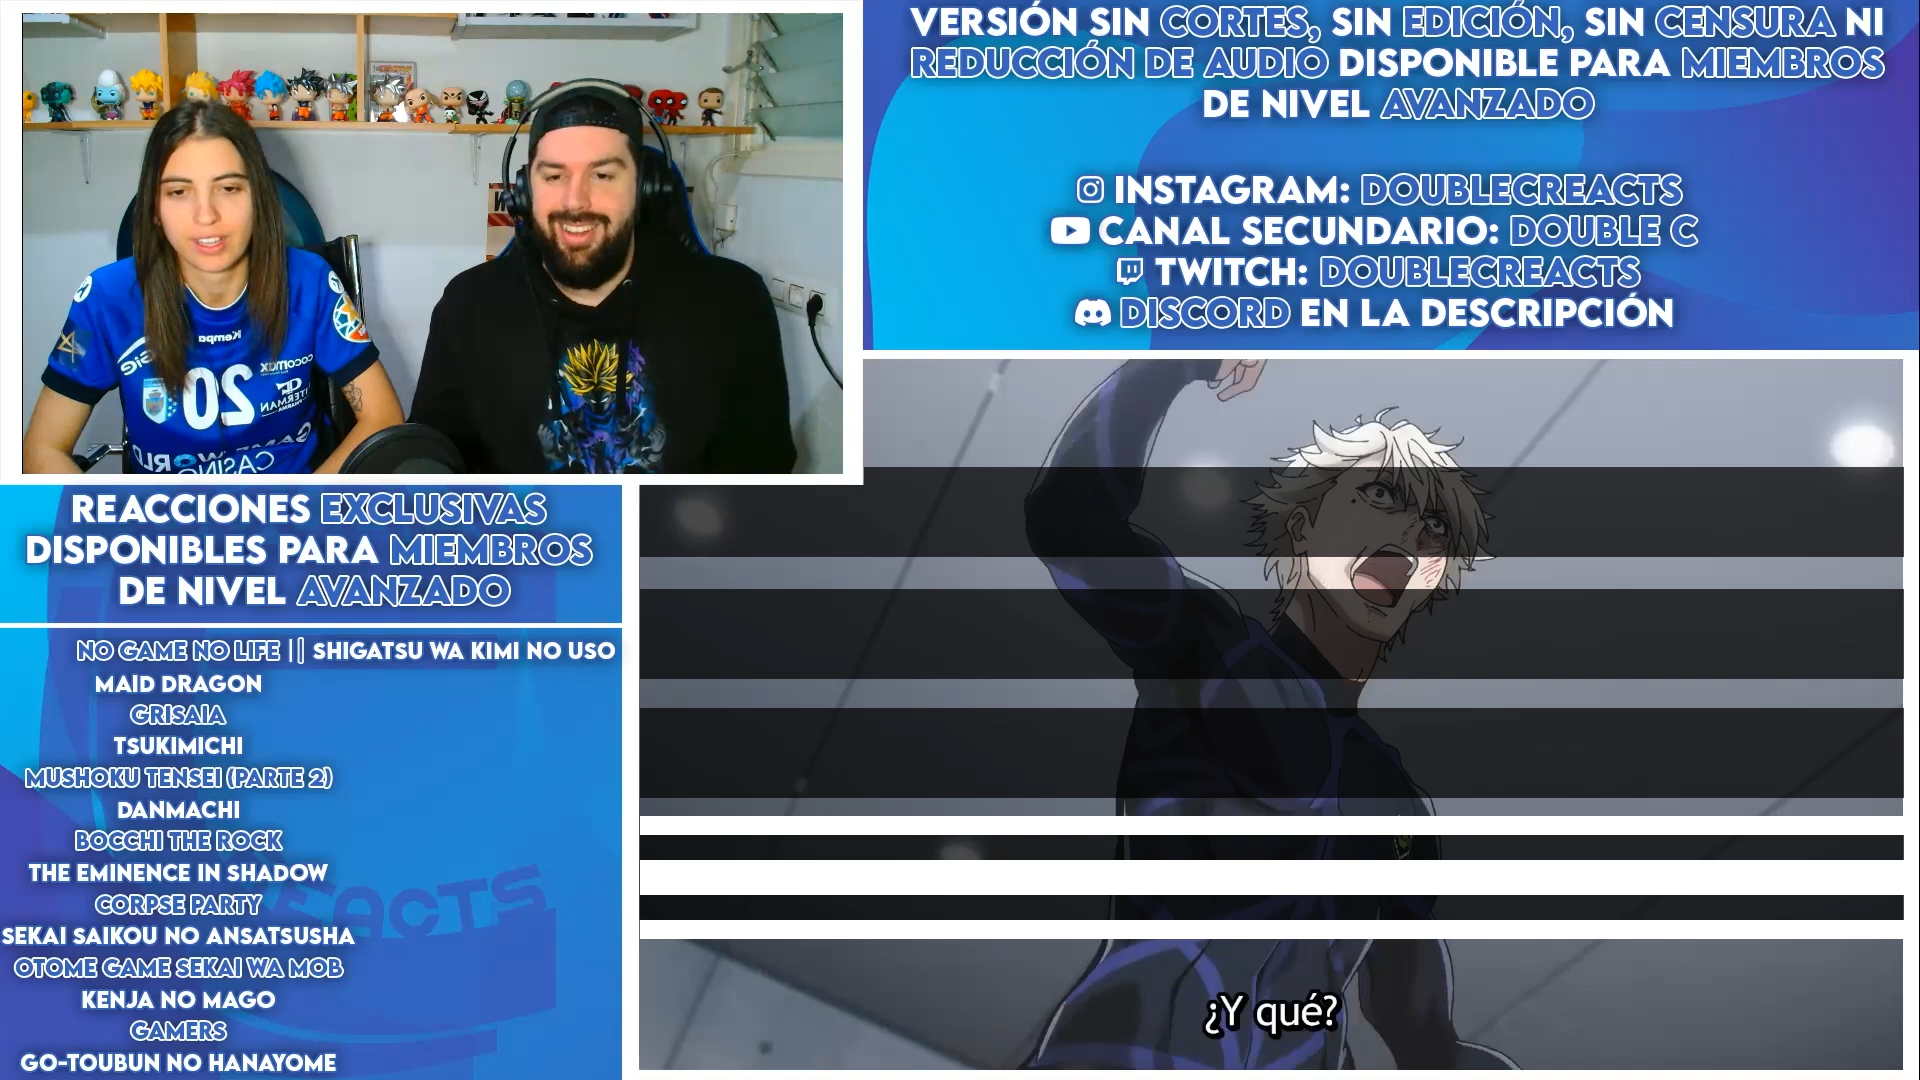 VERSIÓN SIN CORTES, SIN EDICIÓN, SIN CENSURA NI
REDUCCIÓN DE AUDIO DISPONIBLE PARA MIEMBROS
DE NIVEL AVANZADO
INSTAGRAM: DOUBLECREACTS
CANAL SECUNDARIO: DOUBLE C
TWITCH: DOUBLECREACTS
DISCORD EN LA DESCRIPCIÓN
Kempa
cocomax
20
REACCIONES EXCLUSIVAS
DISPONIBLES PARA MIEMBROS
DE NIVEL AVANZADO
NO GAME NO LIFE || SHIGATSU WA KIMI NO USO
MAID DRAGON
GRISAIA
TSUKIMICHI
MUSHOKU TENSEI (PARTE 2)
DANMACHI
BOCCHI THE ROCK
THE EMINENCE IN SHADOW
CORPSE PARTY
SEKAI SAIKOU NO ANSATSUSHA
OTOME GAME SEKAI WA MOB
KENJA NO MAGO
GAMERS
GO-TOUBUN NO HANAYOME
¿Y qué?